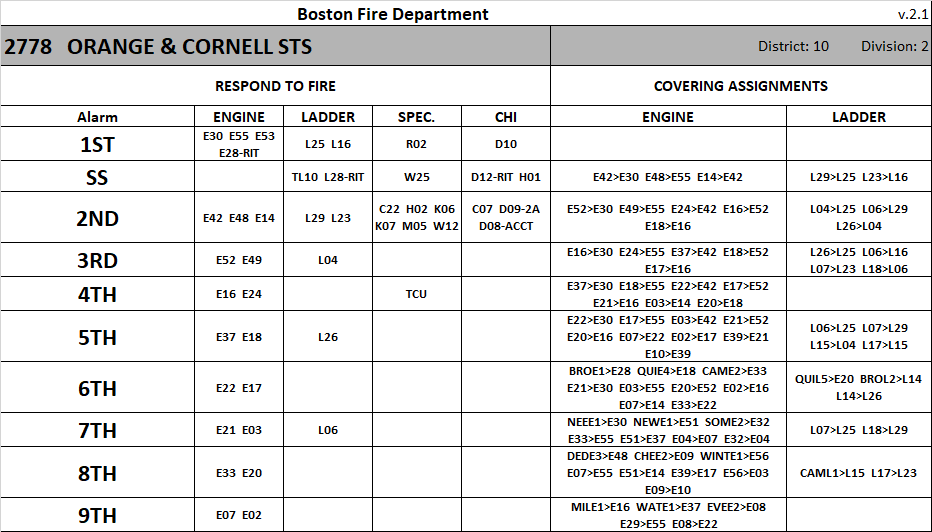 Boston Fire Department v.2.1
2778 ORANGE & CORNELL STS District: 10 Division: 2
RESPOND TO FIRE COVERING ASSIGNMENTS
Alarm ENGINE LADDER SPEC. CHI ENGINE LADDER
E30 E55 E53
1ST L25 L16 R02 D10
E28-RIT
SS TL10 L28-RIT W25 D12-RIT H01 E42>E30 E48>E55 E14>E42 L29>L25 L23>L16
C22 H02 K06 C07 D09-2A E52>E30 E49>E55 E24>E42 E16>E52 L04>L25 L06>L29
2ND E42 E48 E14 L29 L23
K07 M05 W12 D08-ACCT E18>E16 L26>L04
E16>E30 E24>E55 E37>E42 E18>E52 L26>L25 L06>L16
3RD E52 E49 L04
E17>E16 L07>L23 L18>L06
E37>E30 E18>E55 E22>E42 E17>E52
4TH E16 E24 TCU
E21>E16 E03>E14 E20>E18
E22>E30 E17>E55 E03>E42 E21>E52
5TH E37 E18 L26 E20>E16 E07>E22 E02>E17 E39>E21 L06>L25 L07>L29
E10>E39 L15>L04 L17>L15
BROE1>E28 QUIE4>E18 CAME2>E33
6TH E22 E17 E21>E30 E03>E55 E20>E52 E02>E16 QUIL5>E20 BROL2>L14
E07>E14 E33>E22 L14>L26
NEEE1>E30 NEWE1>E51 SOME2>E32
7TH E21 E03 L06 L07>L25 L18>L29
E33>E55 E51>E37 E04>E07 E32>E04
DEDE3>E48 CHEE2>E09 WINTE1>E56
8TH E33 E20 E07>E55 E51>E14 E39>E17 E56>E03 CAML1>L15 L17>L23
E09>E10
MILE1>E16 WATE1>E37 EVEE2>E08
9TH E07 E02
E29>E55 E08>E22